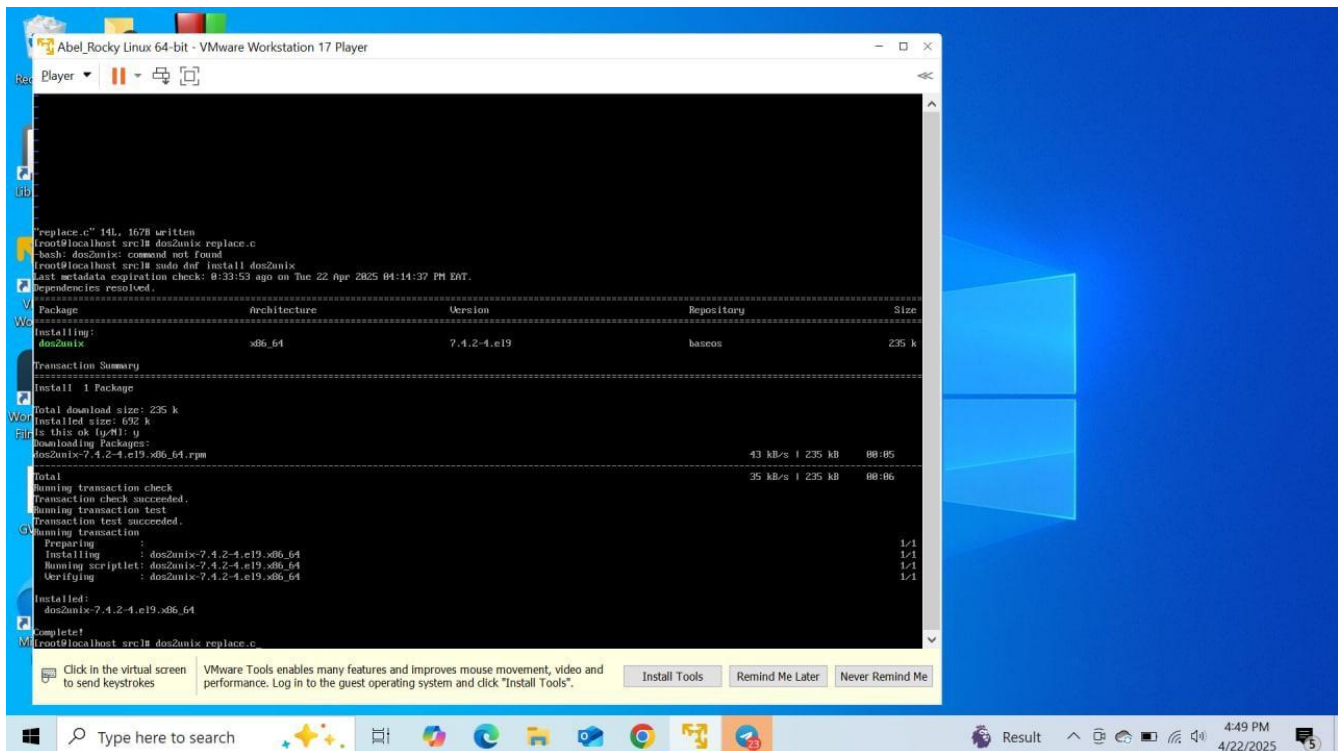 Abel_Rocky Linux 64-bit - VMware Workstation 17 Player
Player
"replace.c" 14L, 167B written
[root@localhost src]# dos2unix replace.c
-bash: dos2unix: command not found
[root@localhost src]# sudo dnf install dos2unix
Last metadata expiration check: 0:33:53 ago on Tue 22 Apr 2025 04:14:37 PM EAT.
Dependencies resolved.
Package Architecture Version Repository Size
Installing:
dos2unix x86_64 7.4.2-4.el9 baseos 235 k
Transaction Summary
Install 1 Package
Total download size: 235 k
Installed size: 692 k
Is this ok [y/N]: y
Downloading Packages:
dos2unix-7.4.2-4.el9.x86_64.rpm 43 kB/s | 235 kB 00:05
Total 35 kB/s | 235 kB 00:06
Running transaction check
Transaction check succeeded.
Running transaction test
Transaction test succeeded.
Running transaction
Preparing : 1/1
Installing : dos2unix-7.4.2-4.el9.x86_64 1/1
Running scriptlet: dos2unix-7.4.2-4.el9.x86_64 1/1
Verifying : dos2unix-7.4.2-4.el9.x86_64 1/1
Installed:
dos2unix-7.4.2-4.el9.x86_64
Complete!
[root@localhost src]# dos2unix replace.c_
Click in the virtual screen
to send keystrokes
VMware Tools enables many features and improves mouse movement, video and
performance. Log in to the guest operating system and click "Install Tools".
Install Tools Remind Me Later Never Remind Me
Type here to search
Result
4:49 PM
4/22/2025
23
5